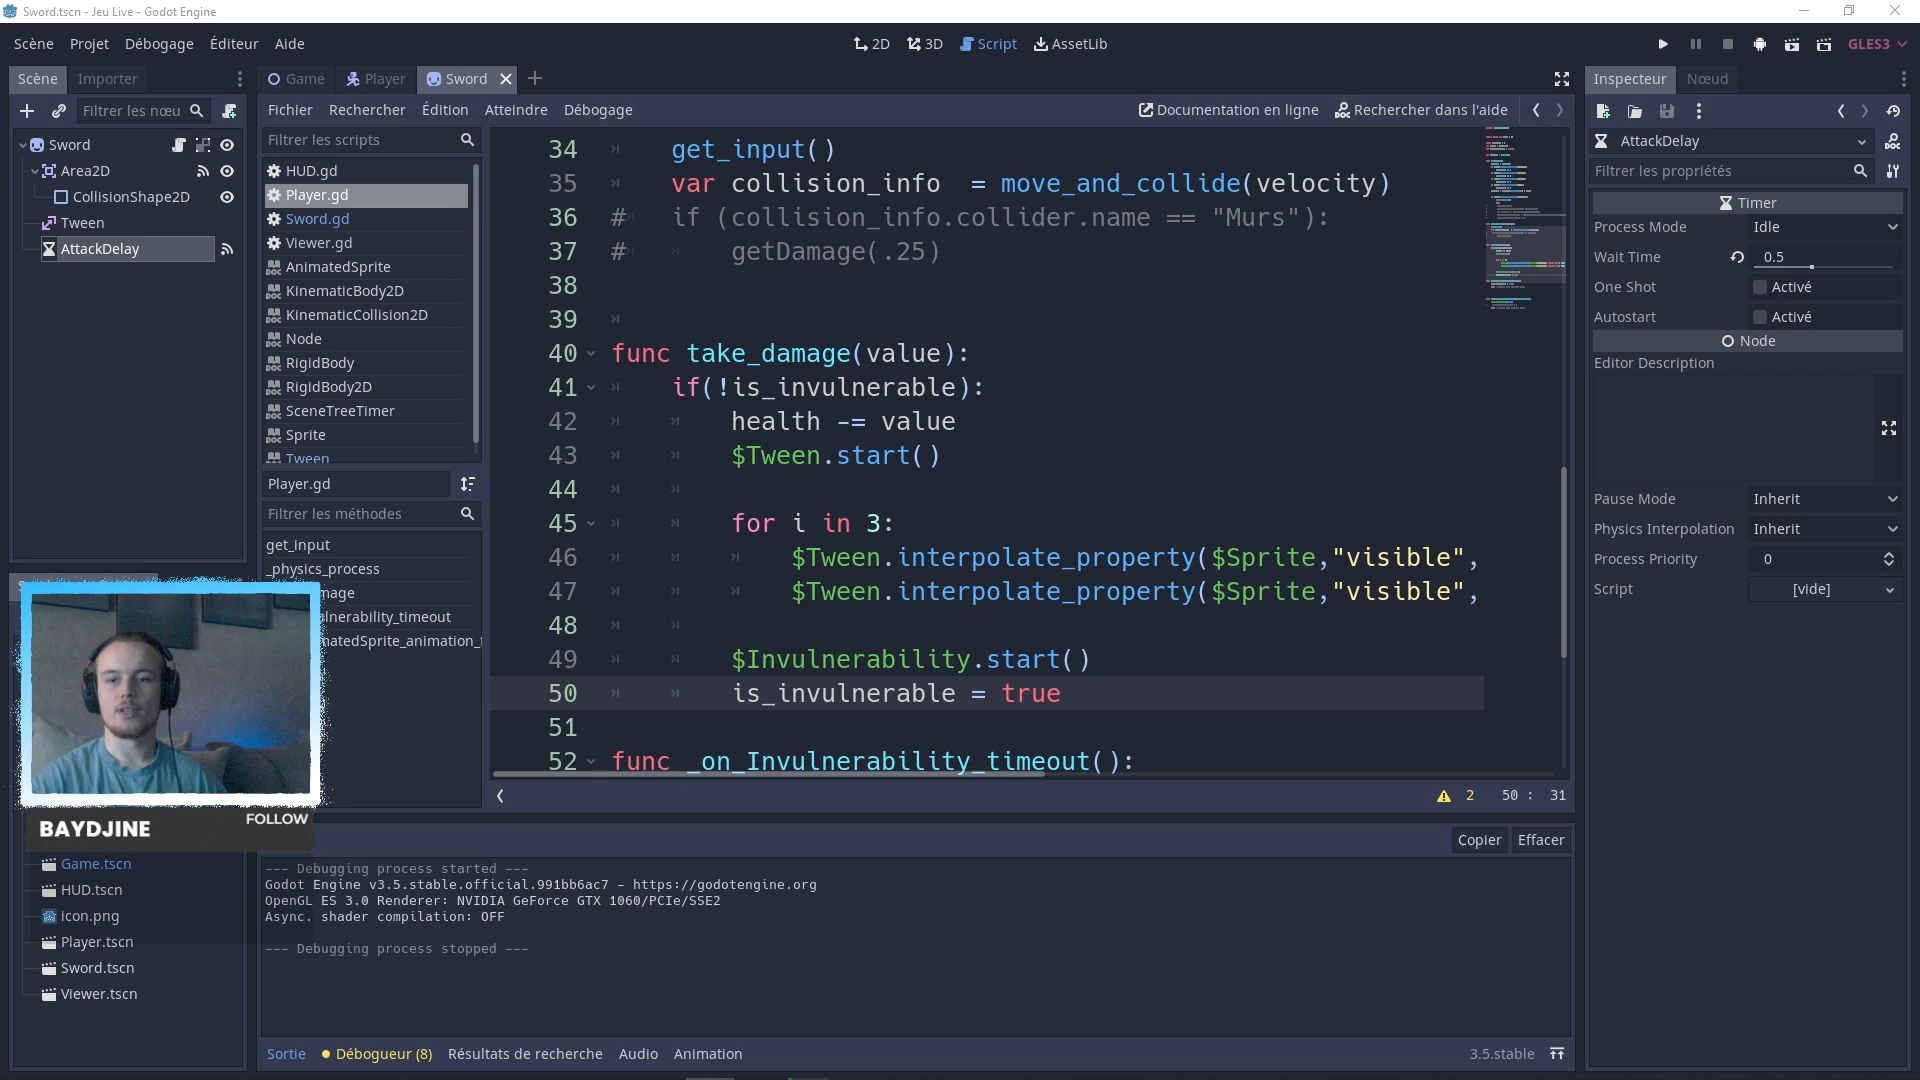 Sword.tscn - Jeu Live - Godot Engine
Scène Projet Débogage Éditeur Aide
2D 3D Script AssetLib
GLES3
Scène Importer
Game Player Sword
Inspecteur Nœud
Filtrer les nœu
Fichier Rechercher Édition Atteindre Débogage
Documentation en ligne Rechercher dans l'aide
Sword
Area2D
CollisionShape2D
Tween
AttackDelay
Filtrer les scripts
HUD.gd
Player.gd
Sword.gd
Viewer.gd
AnimatedSprite
KinematicBody2D
KinematicCollision2D
Node
RigidBody
RigidBody2D
SceneTreeTimer
Sprite
Tween
Player.gd
Filtrer les méthodes
get_input
_physics_process
mage
lnerability_timeout
natedSprite_animation_f
34 get_input()
35 var collision_info  = move_and_collide(velocity)
36 # if (collision_info.collider.name == "Murs"):
37 # getDamage(.25)
38
39
40 func take_damage(value):
41 if(!is_invulnerable):
42 health -= value
43 $Tween.start()
44
45 for i in 3:
46 $Tween.interpolate_property($Sprite,"visible",
47 $Tween.interpolate_property($Sprite,"visible",
48
49 $Invulnerability.start()
50 is_invulnerable = true
51
52 func _on_Invulnerability_timeout():
2 50 : 31
AttackDelay
Filtrer les propriétés
Timer
Process Mode Idle
Wait Time 0.5
One Shot Activé
Autostart Activé
Node
Editor Description
Pause Mode Inherit
Physics Interpolation Inherit
Process Priority 0
Script [vide]
BAYDJINE FOLLOW
Game.tscn
HUD.tscn
icon.png
Player.tscn
Sword.tscn
Viewer.tscn
Copier Effacer
--- Debugging process started ---
Godot Engine v3.5.stable.official.991bb6ac7 - https://godotengine.org
OpenGL ES 3.0 Renderer: NVIDIA GeForce GTX 1060/PCIe/SSE2
Async. shader compilation: OFF
--- Debugging process stopped ---
Sortie Débogueur (8) Résultats de recherche Audio Animation
3.5.stable